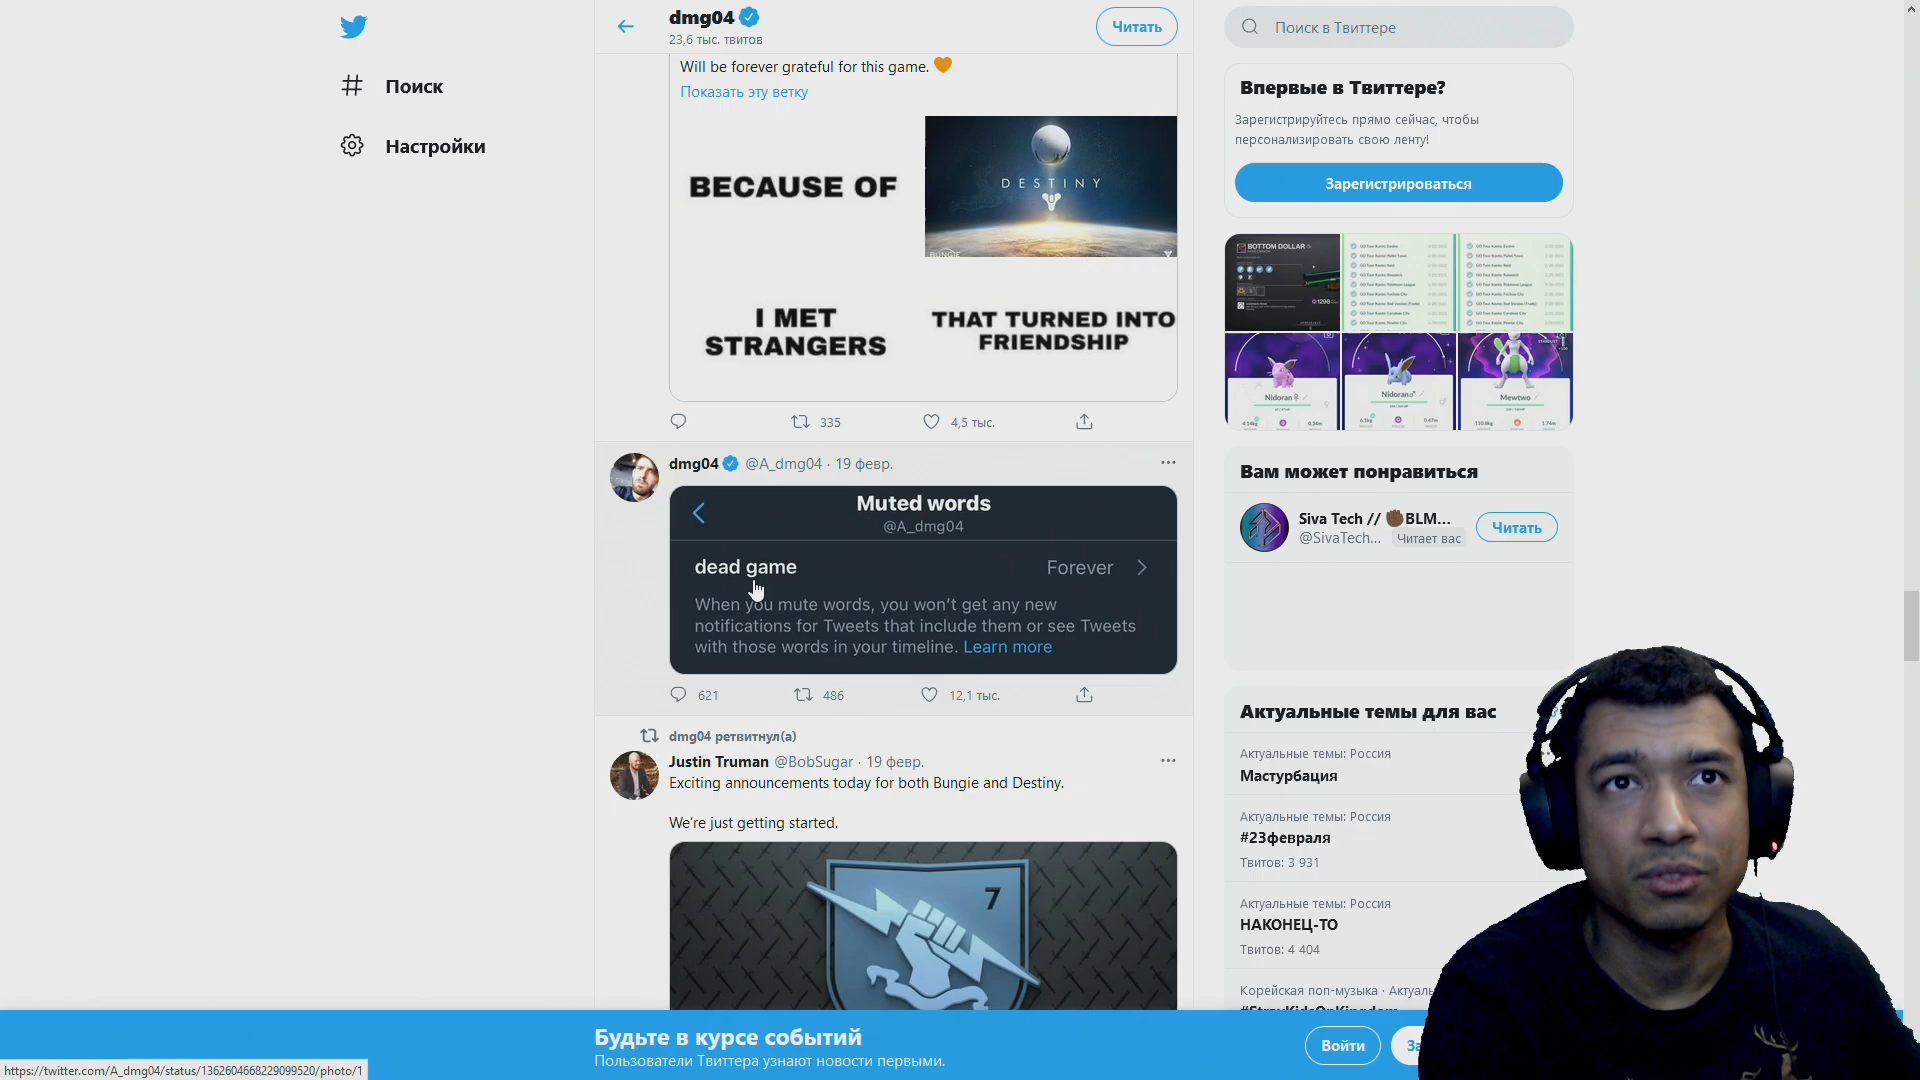 dmg04
23,6 тыс. твитов
Читать
Поиск
Настройки
Will be forever grateful for this game.
Показать эту ветку
BECAUSE OF
DESTINY
BUNGIE
I MET
STRANGERS
THAT TURNED INTO
FRIENDSHIP
335
4,5 тыс.
dmg04 @A_dmg04 · 19 февр.
Muted words
@A_dmg04
dead game
Forever
When you mute words, you won't get any new
notifications for Tweets that include them or see Tweets
with those words in your timeline. Learn more
621
486
12,1 тыс.
dmg04 ретвитнул(а)
Justin Truman @BobSugar · 19 февр.
Exciting announcements today for both Bungie and Destiny.
We're just getting started.
7
Поиск в Твиттере
Впервые в Твиттере?
Зарегистрируйтесь прямо сейчас, чтобы
персонализировать свою ленту!
Зарегистрироваться
BOTTOM DOLLAR
Nidoran♀
Nidoran♂
Mewtwo
Вам может понравиться
Siva Tech // BLM...
@SivaTech...
Читает вас
Читать
Актуальные темы для вас
Актуальные темы: Россия
Мастурбация
Актуальные темы: Россия
#23февраля
Твитов: 3 931
Актуальные темы: Россия
НАКОНЕЦ-ТО
Твитов: 4 404
Корейская поп-музыка ·
Будьте в курсе событий
Пользователи Твиттера узнают новости первыми.
Войти
https://twitter.com/A_dmg04/status/1362604668229099520/photo/1